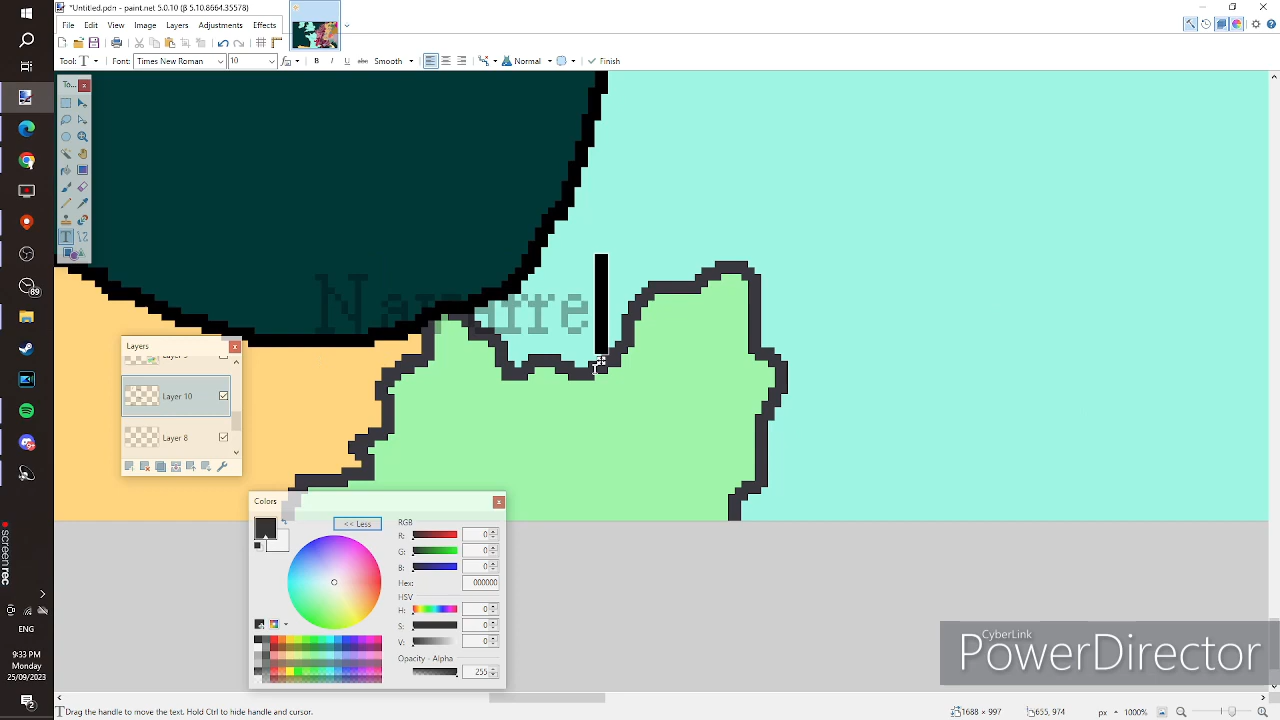 *Untitled.pdn - paint.net 5.0.10 (β 5.10.8664.35578)
File Edit View Image Layers Adjustments Effects
Tool: T Font: Times New Roman 10 B I U abc Smooth Normal Finish
To...
Navarre
Layers
Layer 10
Layer 8
Colors
<< Less
RGB
R: 0
G: 0
B: 0
Hex: 000000
HSV
H: 0
S: 0
V: 0
Opacity - Alpha
255
screenrec
ENG
9:33 PM
Monday
25/09/2023
CyberLink
PowerDirector
Drag the handle to move the text. Hold Ctrl to hide handle and cursor.
1688 × 997
655, 974
px
1000%